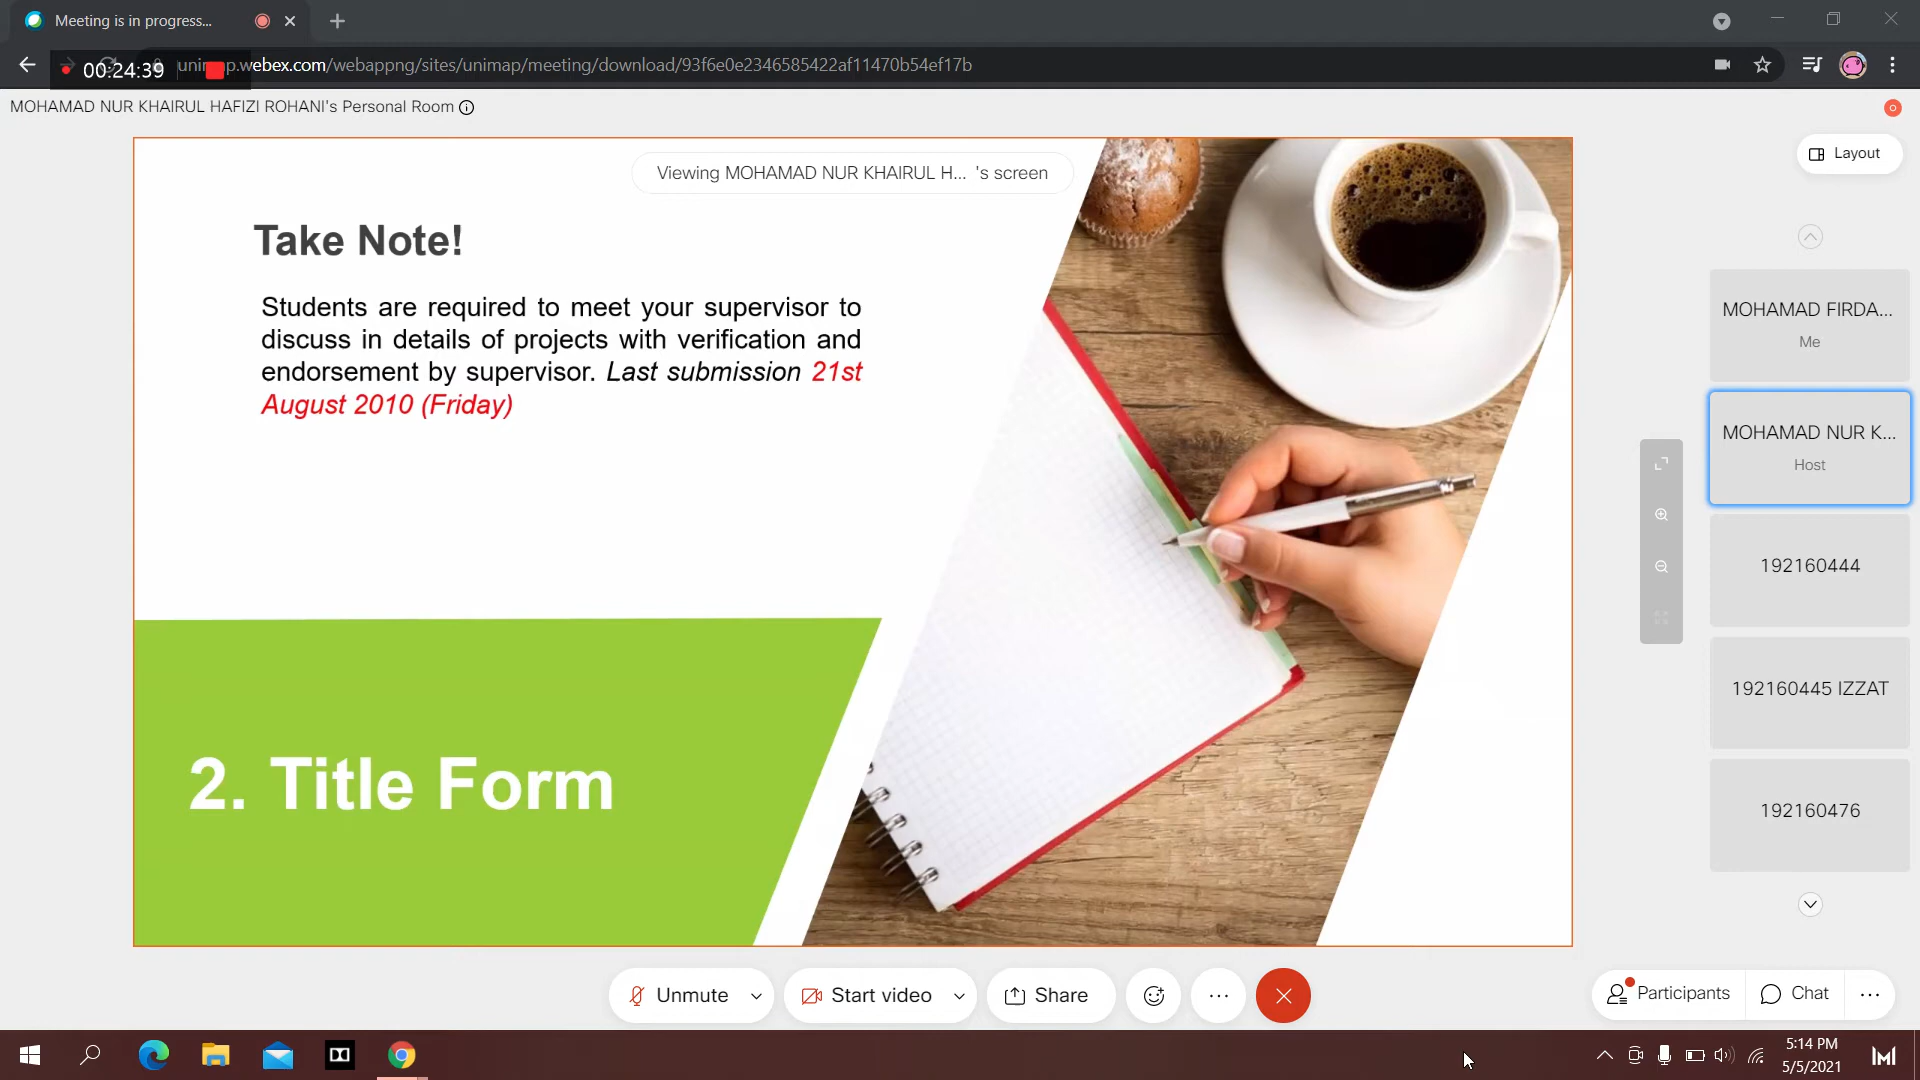 Meeting is in progress...
00:24:39
webex.com/webappng/sites/unimap/meeting/download/93f6e0e2346585422af11470b54ef17b
MOHAMAD NUR KHAIRUL HAFIZI ROHANI's Personal Room
Layout
Viewing MOHAMAD NUR KHAIRUL H... 's screen
Take Note!
Students are required to meet your supervisor to
discuss in details of projects with verification and
endorsement by supervisor. Last submission 21st
August 2010 (Friday)
2. Title Form
MOHAMAD FIRDA...
Me
MOHAMAD NUR K...
Host
192160444
192160445 IZZAT
192160476
Unmute
Start video
Share
Participants
Chat
5:14 PM
5/5/2021